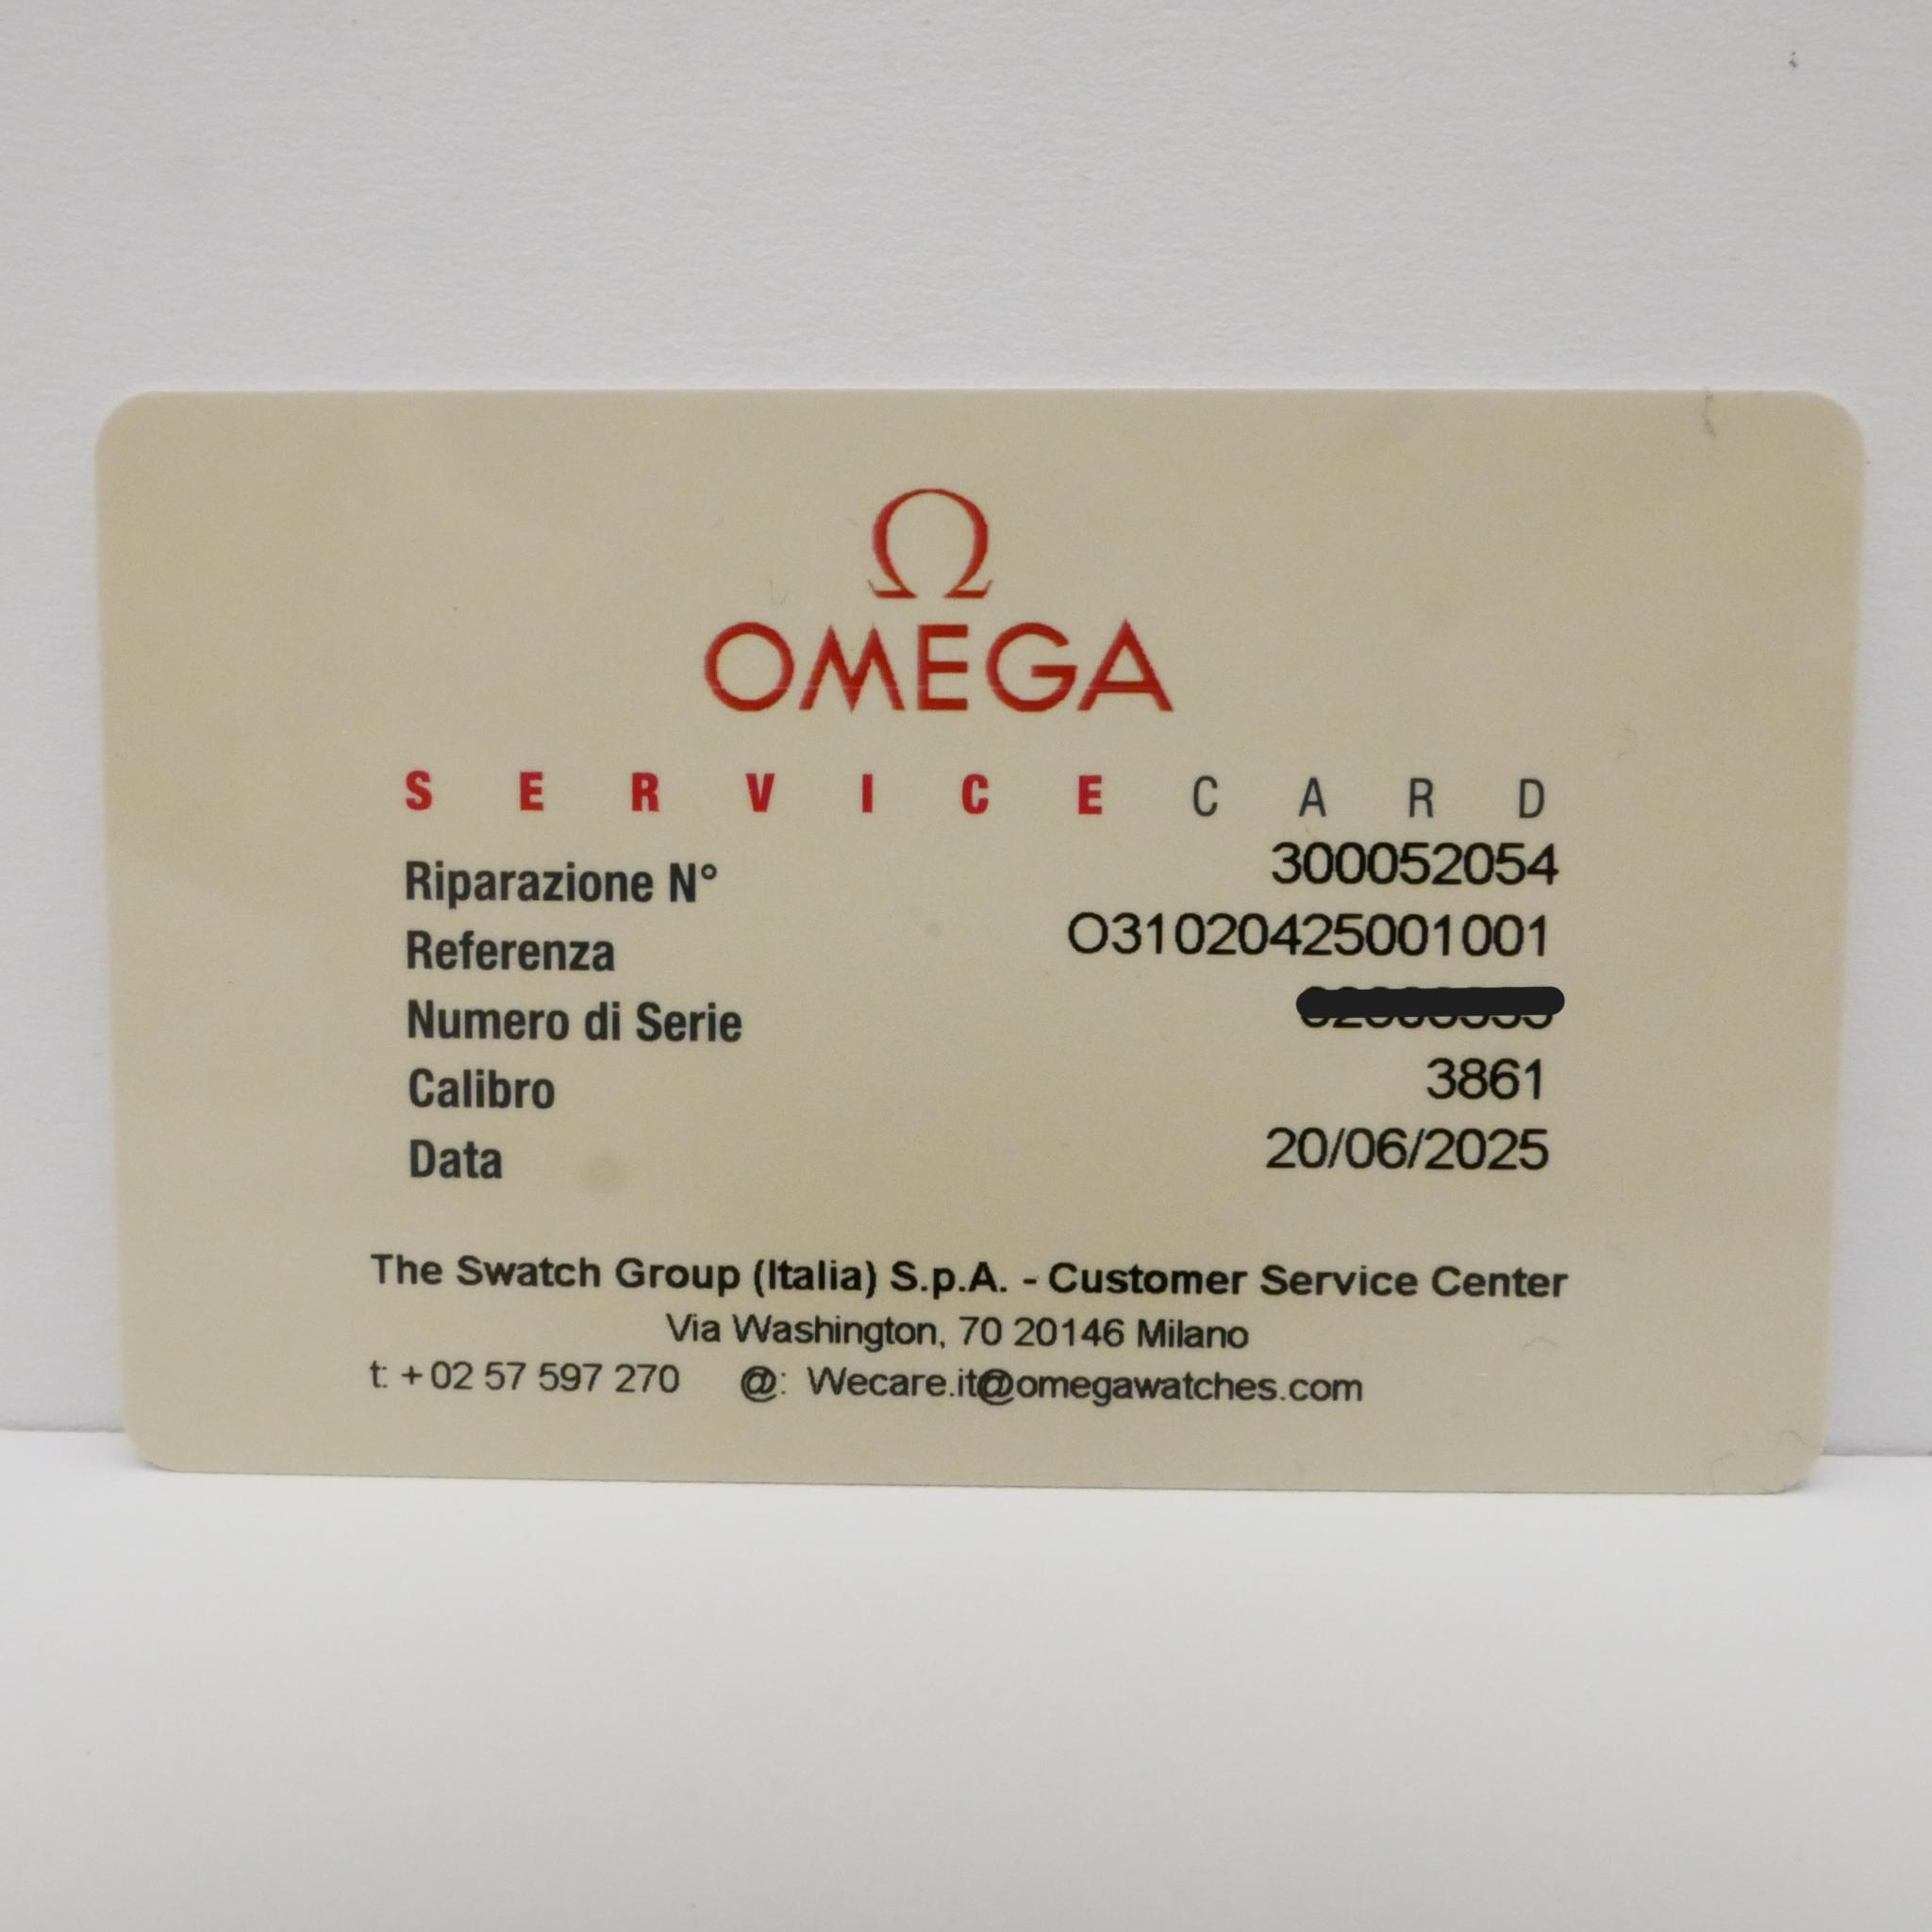 Ω
OMEGA
SERVICE CARD
Riparazione N° 300052054
Referenza O31020425001001
Numero di Serie
Calibro 3861
Data 20/06/2025
The Swatch Group (Italia) S.p.A. - Customer Service Center
Via Washington, 70 20146 Milano
t: +02 57 597 270 @: Wecare.it@omegawatches.com